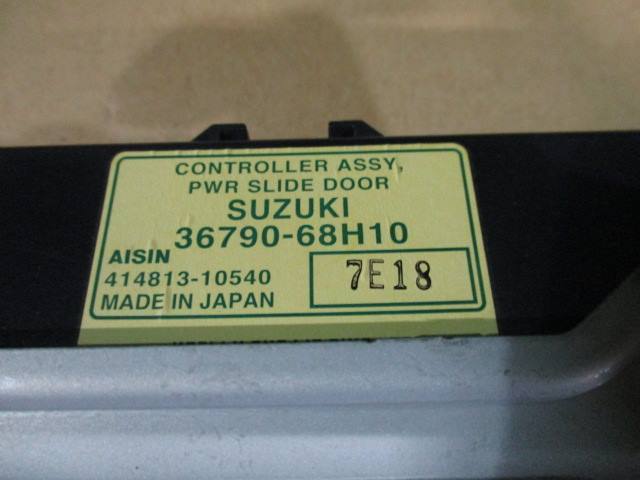 CONTROLLER ASSY,
PWR SLIDE DOOR
SUZUKI
36790-68H10
AISIN
414813-10540
7E18
MADE IN JAPAN